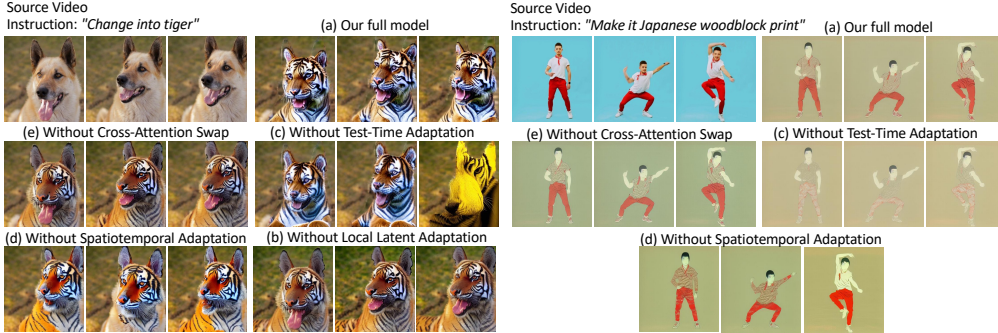 Source Video
Instruction: "Change into tiger"
(a) Our full model
(e) Without Cross-Attention Swap
(c) Without Test-Time Adaptation
(d) Without Spatiotemporal Adaptation
(b) Without Local Latent Adaptation
Source Video
Instruction: "Make it Japanese woodblock print"
(a) Our full model
(e) Without Cross-Attention Swap
(c) Without Test-Time Adaptation
(d) Without Spatiotemporal Adaptation